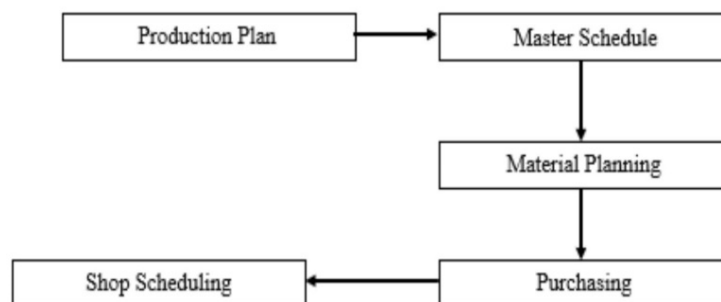 Production Plan
Master Schedule
Material Planning
Purchasing
Shop Scheduling